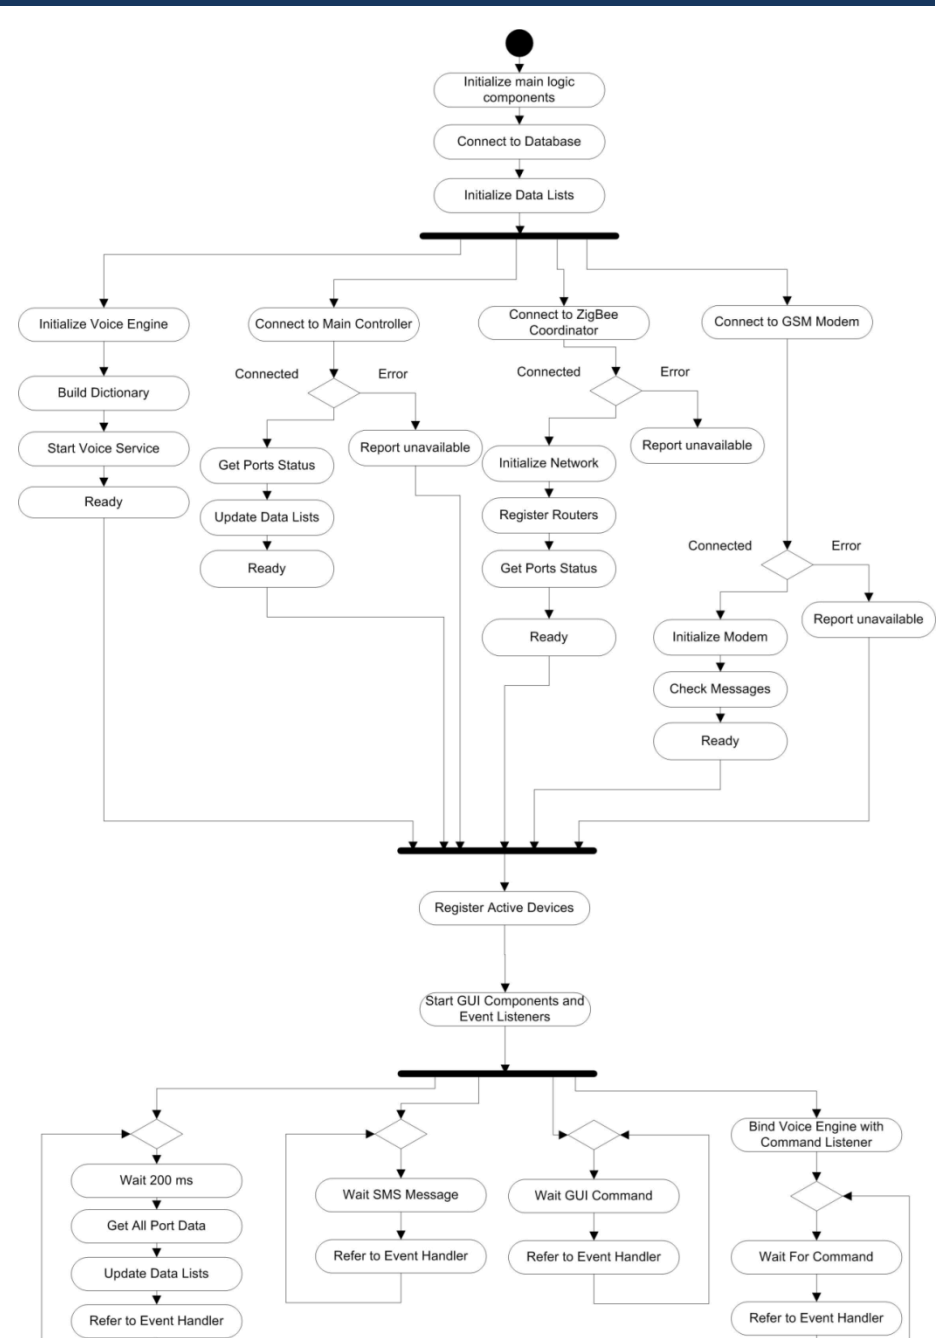 Initialize main logic
components
Connect to Database
Initialize Data Lists
Initialize Voice Engine
Build Dictionary
Start Voice Service
Ready
Connect to Main Controller
Connected
Error
Get Ports Status
Update Data Lists
Ready
Report unavailable
Connect to ZigBee
Coordinator
Connected
Error
Initialize Network
Register Routers
Get Ports Status
Ready
Report unavailable
Connect to GSM Modem
Connected
Error
Initialize Modem
Check Messages
Ready
Report unavailable
Register Active Devices
Start GUI Components and
Event Listeners
Wait 200 ms
Get All Port Data
Update Data Lists
Refer to Event Handler
Wait SMS Message
Refer to Event Handler
Wait GUI Command
Refer to Event Handler
Bind Voice Engine with
Command Listener
Wait For Command
Refer to Event Handler